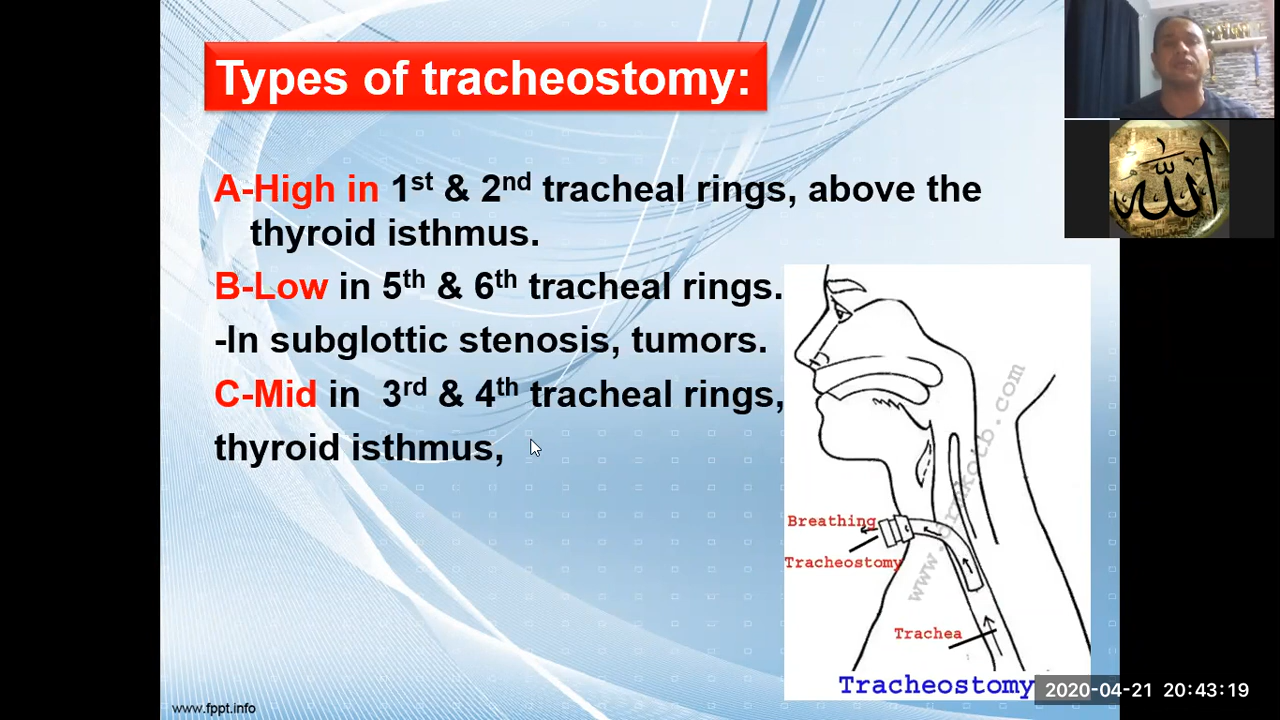 Types of tracheostomy:
A-High in 1st & 2nd tracheal rings, above the
thyroid isthmus.
B-Low in 5th & 6th tracheal rings.
-In subglottic stenosis, tumors.
C-Mid in 3rd & 4th tracheal rings,
thyroid isthmus,
الله
Breathing
Tracheostomy
Trachea
Tracheostomy
2020-04-21 20:43:19
www.fppt.info